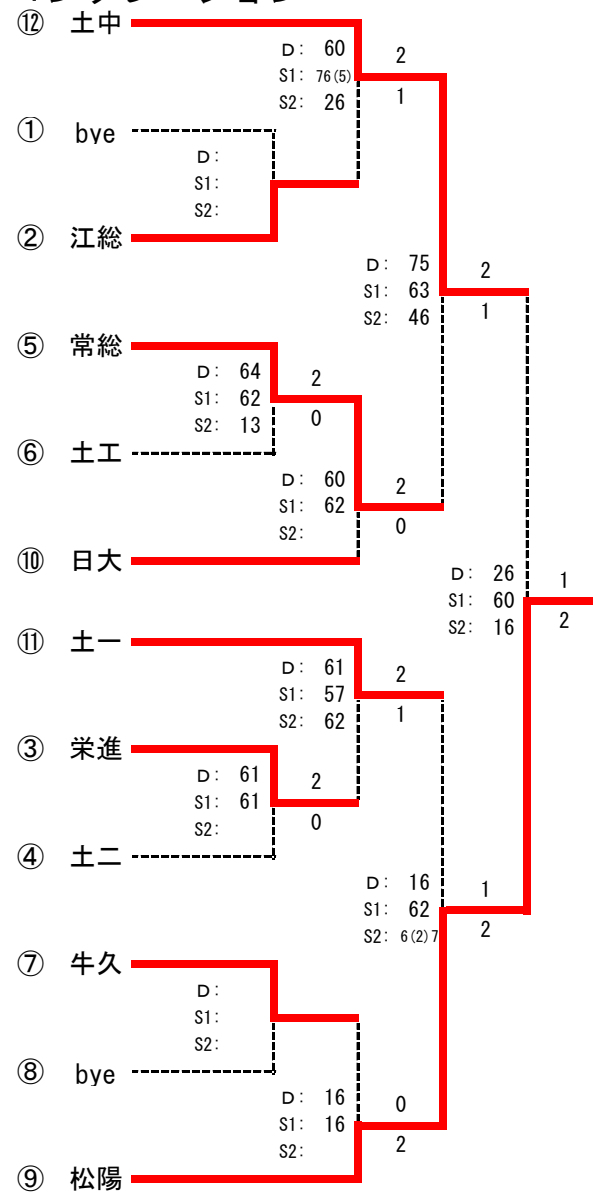 ⑫ 土中
D: 60 2
S1: 76(5)
S2: 26 1
① bye
D:
S1:
S2:
② 江総
D: 75 2
S1: 63
S2: 46 1
⑤ 常総
D: 64 2
S1: 62
S2: 13 0
⑥ 土工
D: 60 2
S1: 62
S2: 0
⑩ 日大
D: 26 1
S1: 60
S2: 16 2
⑪ 土一
D: 61 2
S1: 57
S2: 62 1
③ 栄進
D: 61 2
S1: 61
S2: 0
④ 土二
D: 16 1
S1: 62
S2: 6(2)7 2
⑦ 牛久
D:
S1:
S2:
⑧ bye
D: 16 0
S1: 16
S2: 2
⑨ 松陽